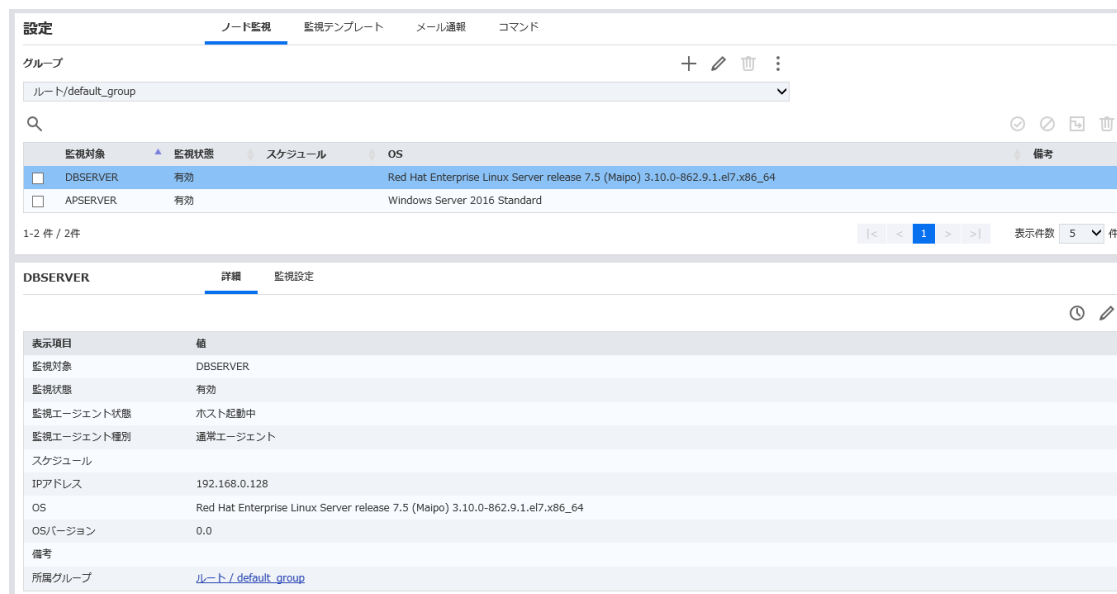 設定 ノード監視 監視テンプレート メール通報 コマンド
グループ
ルート/default_group
監視対象 監視状態 スケジュール OS 備考
DBSERVER 有効 Red Hat Enterprise Linux Server release 7.5 (Maipo) 3.10.0-862.9.1.el7.x86_64
APSERVER 有効 Windows Server 2016 Standard
1-2 件 / 2件 |< < 1 > >| 表示件数 5 件
DBSERVER 詳細 監視設定
表示項目 値
監視対象 DBSERVER
監視状態 有効
監視エージェント状態 ホスト起動中
監視エージェント種別 通常エージェント
スケジュール
IPアドレス 192.168.0.128
OS Red Hat Enterprise Linux Server release 7.5 (Maipo) 3.10.0-862.9.1.el7.x86_64
OSバージョン 0.0
備考
所属グループ ルート / default_group